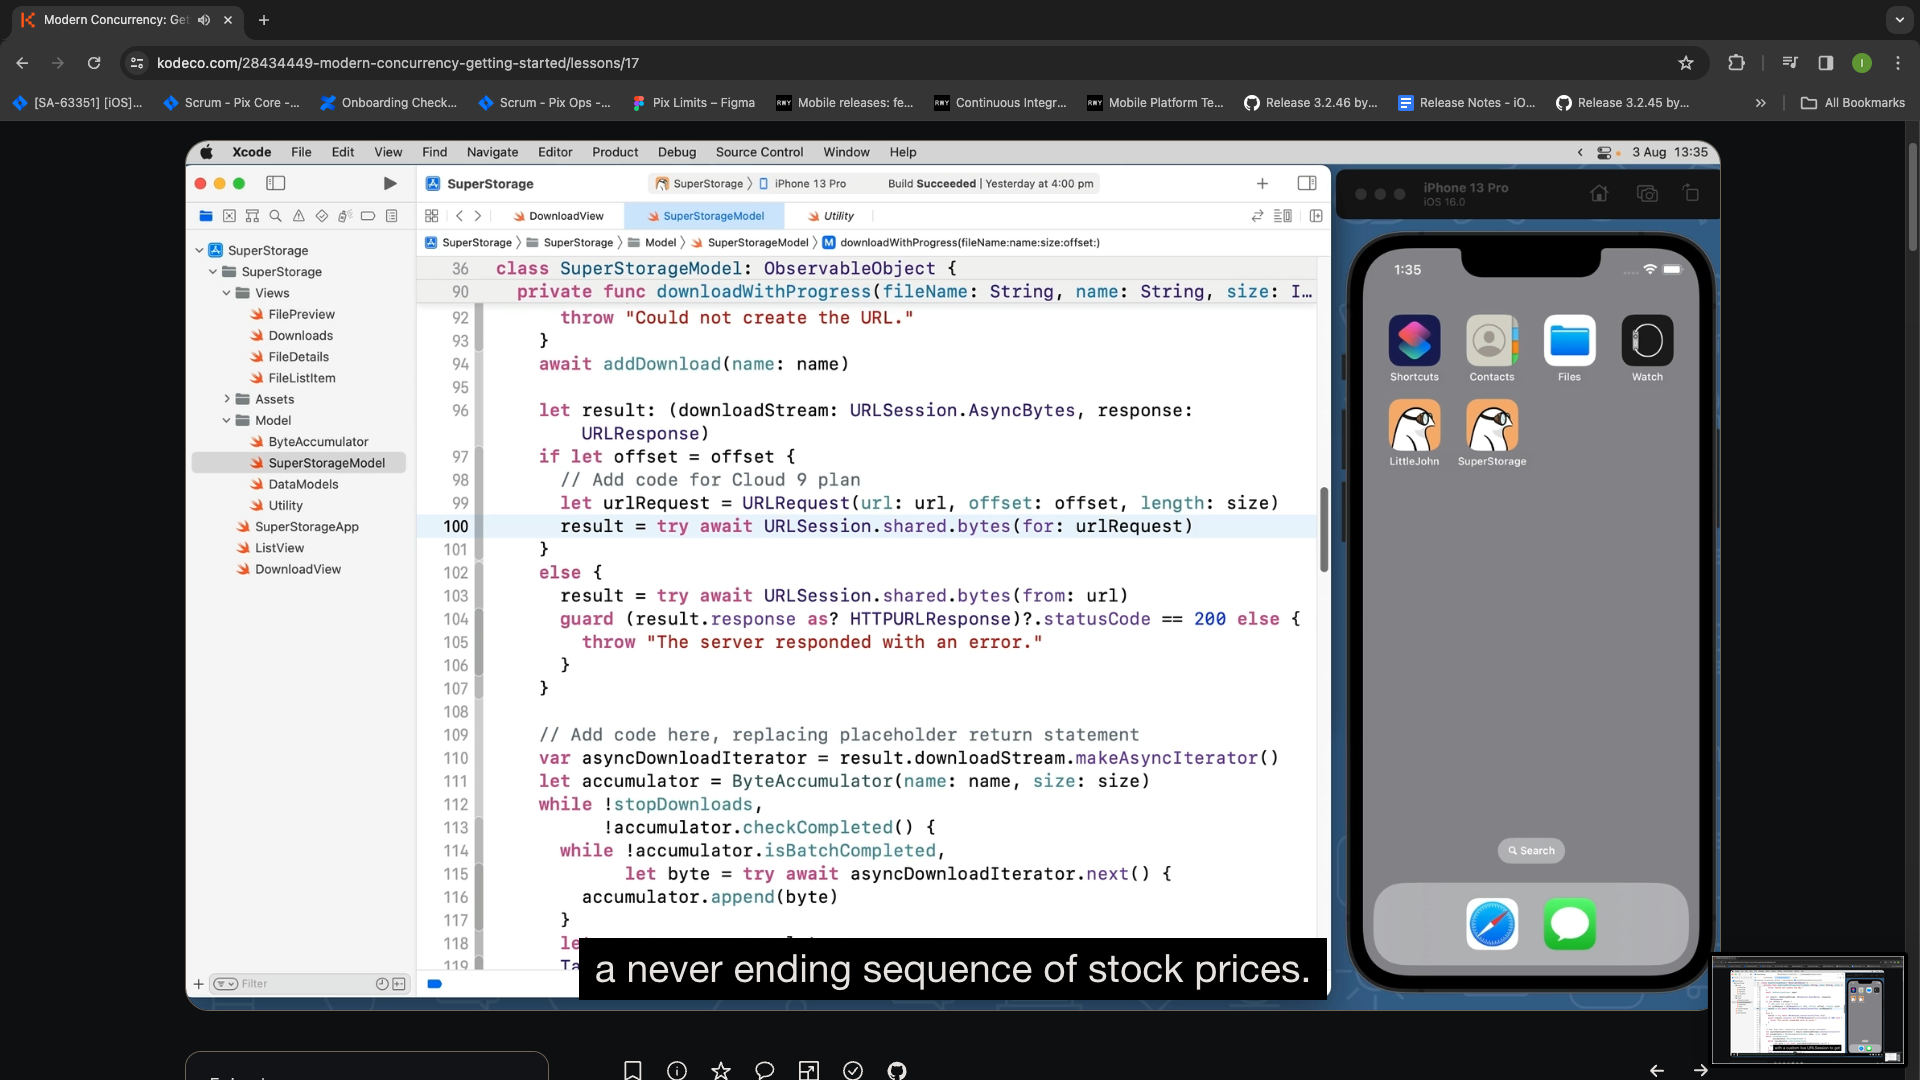 Modern Concurrency: Get
kodeco.com/28434449-modern-concurrency-getting-started/lessons/17
[SA-63351] [iOS]...
Scrum - Pix Core -...
Onboarding Check...
Scrum - Pix Ops -...
Pix Limits – Figma
Mobile releases: fe...
Continuous Integr...
Mobile Platform Te...
Release 3.2.46 by...
Release Notes - iO...
Release 3.2.45 by...
All Bookmarks
Xcode File Edit View Find Navigate Editor Product Debug Source Control Window Help
3 Aug 13:35
SuperStorage
SuperStorage 〉 iPhone 13 Pro
Build Succeeded | Yesterday at 4:00 pm
DownloadView
SuperStorageModel
Utility
SuperStorage 〉 SuperStorage 〉 Model 〉 SuperStorageModel 〉 M downloadWithProgress(fileName:name:size:offset:)
SuperStorage
SuperStorage
Views
FilePreview
Downloads
FileDetails
FileListItem
Assets
Model
ByteAccumulator
SuperStorageModel
DataModels
Utility
SuperStorageApp
ListView
DownloadView
Filter
36 class SuperStorageModel: ObservableObject {
90 private func downloadWithProgress(fileName: String, name: String, size: I…
92 throw "Could not create the URL."
93 }
94 await addDownload(name: name)
95
96 let result: (downloadStream: URLSession.AsyncBytes, response:
URLResponse)
97 if let offset = offset {
98 // Add code for Cloud 9 plan
99 let urlRequest = URLRequest(url: url, offset: offset, length: size)
100 result = try await URLSession.shared.bytes(for: urlRequest)
101 }
102 else {
103 result = try await URLSession.shared.bytes(from: url)
104 guard (result.response as? HTTPURLResponse)?.statusCode == 200 else {
105 throw "The server responded with an error."
106 }
107 }
108
109 // Add code here, replacing placeholder return statement
110 var asyncDownloadIterator = result.downloadStream.makeAsyncIterator()
111 let accumulator = ByteAccumulator(name: name, size: size)
112 while !stopDownloads,
113 !accumulator.checkCompleted() {
114 while !accumulator.isBatchCompleted,
115 let byte = try await asyncDownloadIterator.next() {
116 accumulator.append(byte)
117 }
118
119
a never ending sequence of stock prices.
iPhone 13 Pro
iOS 16.0
1:35
Shortcuts
Contacts
Files
Watch
LittleJohn
SuperStorage
Search